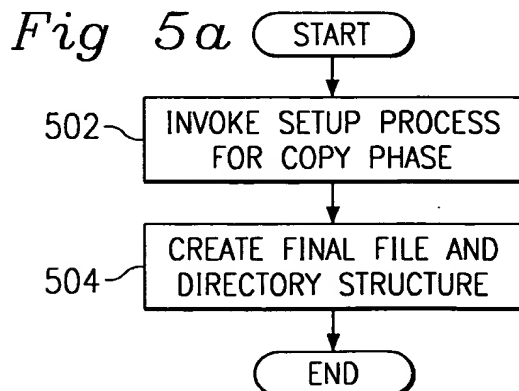 Fig 5a
START
502
INVOKE SETUP PROCESS
FOR COPY PHASE
504
CREATE FINAL FILE AND
DIRECTORY STRUCTURE
END